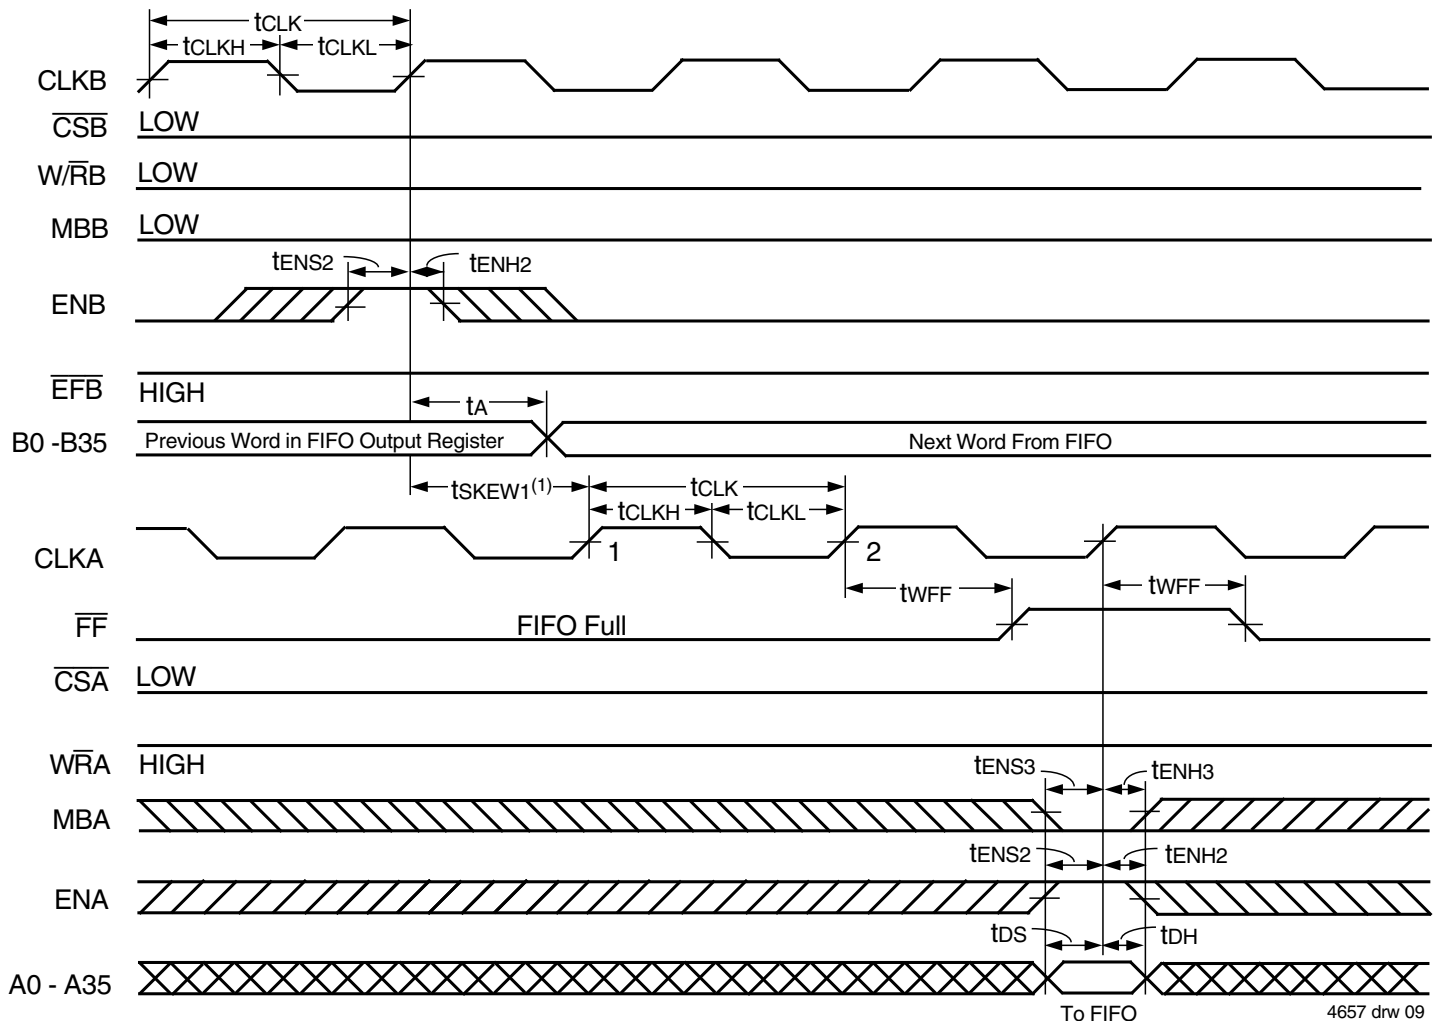 tCLK
tCLKH tCLKL
CLKB
CSB LOW
W/RB LOW
MBB LOW
tENS2 tENH2
ENB
EFB HIGH
tA
B0 -B35 Previous Word in FIFO Output Register Next Word From FIFO
tSKEW1(1) tCLK
tCLKH tCLKL
CLKA 1 2
tWFF tWFF
FF FIFO Full
CSA LOW
WRA HIGH
tENS3 tENH3
MBA
tENS2 tENH2
ENA
tDS tDH
A0 - A35
To FIFO 4657 drw 09